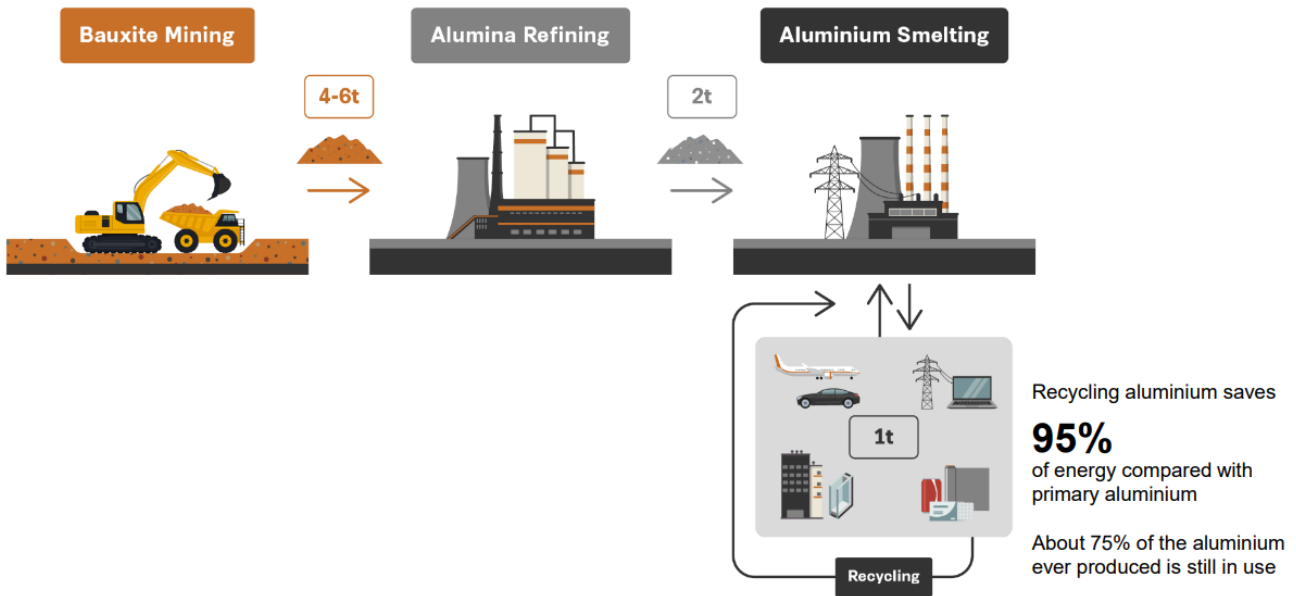 Bauxite Mining
Alumina Refining
Aluminium Smelting
4-6t
2t
1t
Recycling
Recycling aluminium saves
95%
of energy compared with
primary aluminium
About 75% of the aluminium
ever produced is still in use